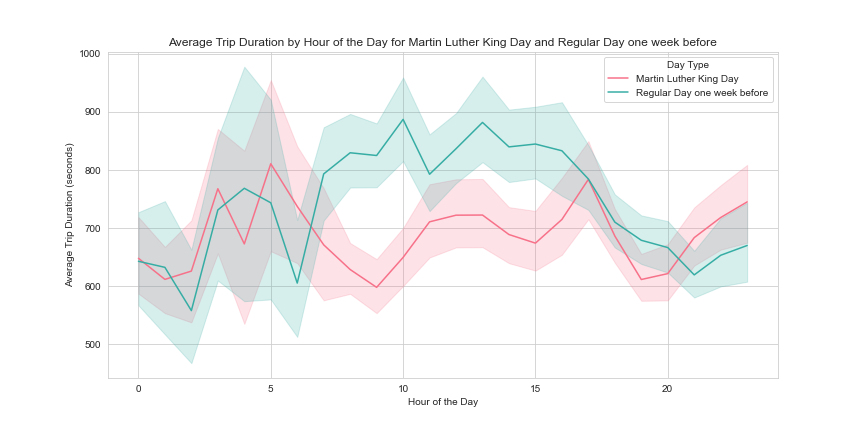 Average Trip Duration by Hour of the Day for Martin Luther King Day and Regular Day one week before
Day Type
Martin Luther King Day
Regular Day one week before
Average Trip Duration (seconds)
1000
900
800
700
600
500
0 5 10 15 20
Hour of the Day